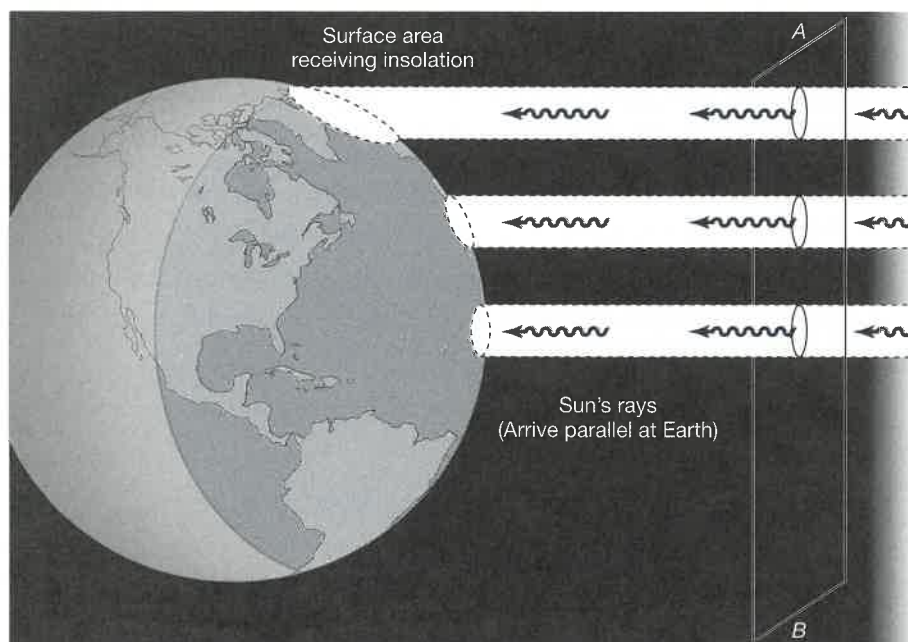 Surface area
receiving insolation
A
Sun's rays
(Arrive parallel at Earth)
B